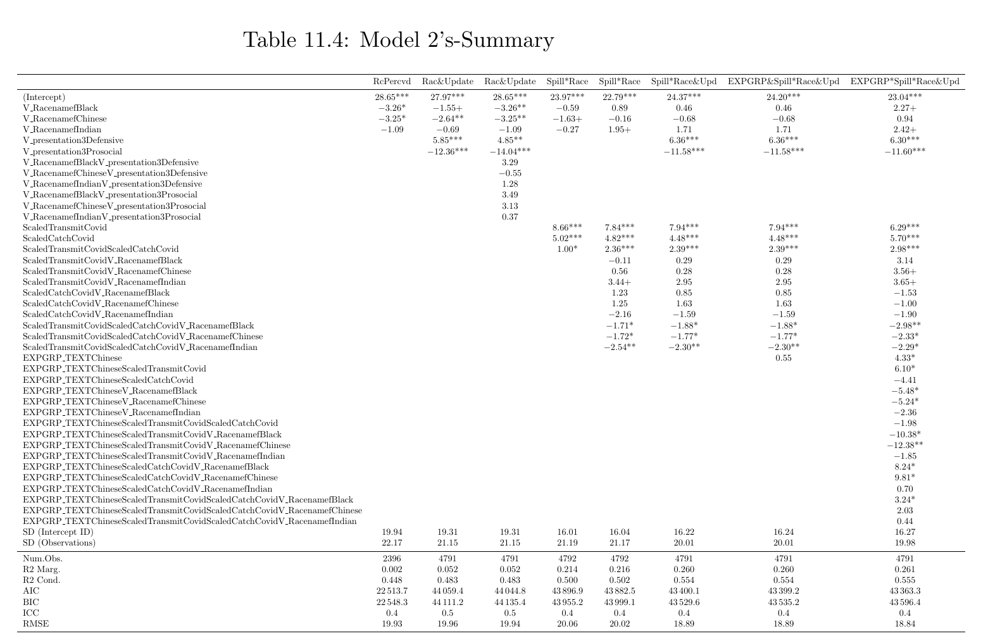 Table 11.4: Model 2's-Summary
RcPercvd Rac&Update Rac&Update Spill*Race Spill*Race Spill*Race&Upd EXPGRP&Spill*Race&Upd EXPGRP*Spill*Race&Upd
(Intercept) 28.65*** 27.97*** 28.65*** 23.97*** 22.79*** 24.37*** 24.20*** 23.04***
V_RacenamefBlack −3.26* −1.55+ −3.26** −0.59 0.89 0.46 0.46 2.27+
V_RacenamefChinese −3.25* −2.64** −3.25** −1.63+ −0.16 −0.68 −0.68 0.94
V_RacenamefIndian −1.09 −0.69 −1.09 −0.27 1.95+ 1.71 1.71 2.42+
V_presentation3Defensive 5.85*** 4.85** 6.36*** 6.36*** 6.30***
V_presentation3Prosocial −12.36*** −14.04*** −11.58*** −11.58*** −11.60***
V_RacenamefBlackV_presentation3Defensive 3.29
V_RacenamefChineseV_presentation3Defensive −0.55
V_RacenamefIndianV_presentation3Defensive 1.28
V_RacenamefBlackV_presentation3Prosocial 3.49
V_RacenamefChineseV_presentation3Prosocial 3.13
V_RacenamefIndianV_presentation3Prosocial 0.37
ScaledTransmitCovid 8.66*** 7.84*** 7.94*** 7.94*** 6.29***
ScaledCatchCovid 5.02*** 4.82*** 4.48*** 4.48*** 5.70***
ScaledTransmitCovidScaledCatchCovid 1.00* 2.36*** 2.39*** 2.39*** 2.98***
ScaledTransmitCovidV_RacenamefBlack −0.11 0.29 0.29 3.14
ScaledTransmitCovidV_RacenamefChinese 0.56 0.28 0.28 3.56+
ScaledTransmitCovidV_RacenamefIndian 3.44+ 2.95 2.95 3.65+
ScaledCatchCovidV_RacenamefBlack 1.23 0.85 0.85 −1.53
ScaledCatchCovidV_RacenamefChinese 1.25 1.63 1.63 −1.00
ScaledCatchCovidV_RacenamefIndian −2.16 −1.59 −1.59 −1.90
ScaledTransmitCovidScaledCatchCovidV_RacenamefBlack −1.71* −1.88* −1.88* −2.98**
ScaledTransmitCovidScaledCatchCovidV_RacenamefChinese −1.72* −1.77* −1.77* −2.33*
ScaledTransmitCovidScaledCatchCovidV_RacenamefIndian −2.54** −2.30** −2.30** −2.29*
EXPGRP_TEXTChinese 0.55 4.33*
EXPGRP_TEXTChineseScaledTransmitCovid 6.10*
EXPGRP_TEXTChineseScaledCatchCovid −4.41
EXPGRP_TEXTChineseV_RacenamefBlack −5.48*
EXPGRP_TEXTChineseV_RacenamefChinese −5.24*
EXPGRP_TEXTChineseV_RacenamefIndian −2.36
EXPGRP_TEXTChineseScaledTransmitCovidScaledCatchCovid −1.98
EXPGRP_TEXTChineseScaledTransmitCovidV_RacenamefBlack −10.38*
EXPGRP_TEXTChineseScaledTransmitCovidV_RacenamefChinese −12.38**
EXPGRP_TEXTChineseScaledTransmitCovidV_RacenamefIndian −1.85
EXPGRP_TEXTChineseScaledCatchCovidV_RacenamefBlack 8.24*
EXPGRP_TEXTChineseScaledCatchCovidV_RacenamefChinese 9.81*
EXPGRP_TEXTChineseScaledCatchCovidV_RacenamefIndian 0.70
EXPGRP_TEXTChineseScaledTransmitCovidScaledCatchCovidV_RacenamefBlack 3.24*
EXPGRP_TEXTChineseScaledTransmitCovidScaledCatchCovidV_RacenamefChinese 2.03
EXPGRP_TEXTChineseScaledTransmitCovidScaledCatchCovidV_RacenamefIndian 0.44
SD (Intercept ID) 19.94 19.31 19.31 16.01 16.04 16.22 16.24 16.27
SD (Observations) 22.17 21.15 21.15 21.19 21.17 20.01 20.01 19.98
Num.Obs. 2396 4791 4791 4792 4792 4791 4791 4791
R2 Marg. 0.002 0.052 0.052 0.214 0.216 0.260 0.260 0.261
R2 Cond. 0.448 0.483 0.483 0.500 0.502 0.554 0.554 0.555
AIC 22 513.7 44 059.4 44 044.8 43 896.9 43 882.5 43 400.1 43 399.2 43 363.3
BIC 22 548.3 44 111.2 44 135.4 43 955.2 43 999.1 43 529.6 43 535.2 43 596.4
ICC 0.4 0.5 0.5 0.4 0.4 0.4 0.4 0.4
RMSE 19.93 19.96 19.94 20.06 20.02 18.89 18.89 18.84